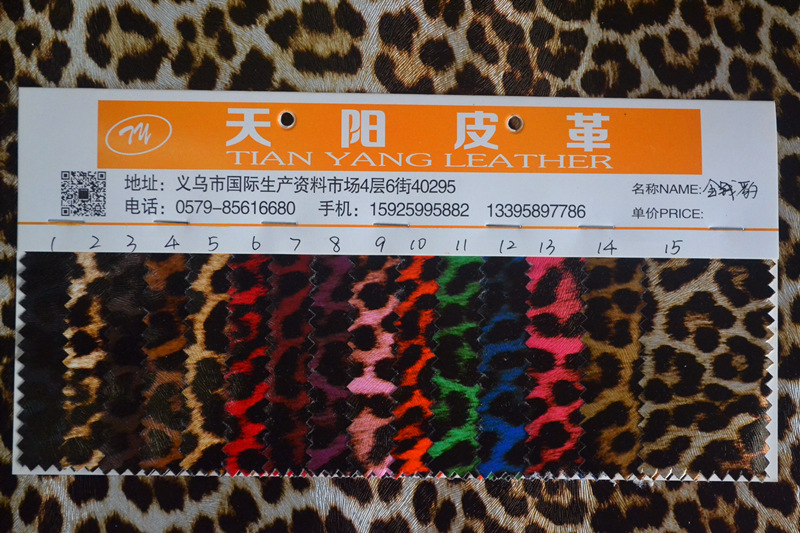 TM
天阳皮革
TIAN YANG LEATHER
地址：义乌市国际生产资料市场4层6街40295
电话：0579-85616680 手机：15925995882 13395897786
名称NAME:金钱豹
单价PRICE:
1 2 3 4 5 6 7 8 9 10 11 12 13 14 15